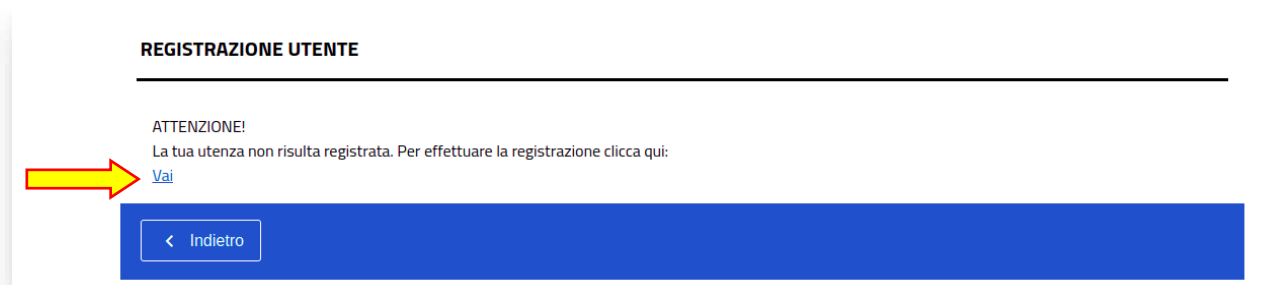 REGISTRAZIONE UTENTE
ATTENZIONE!
La tua utenza non risulta registrata. Per effettuare la registrazione clicca qui:
Vai
Indietro